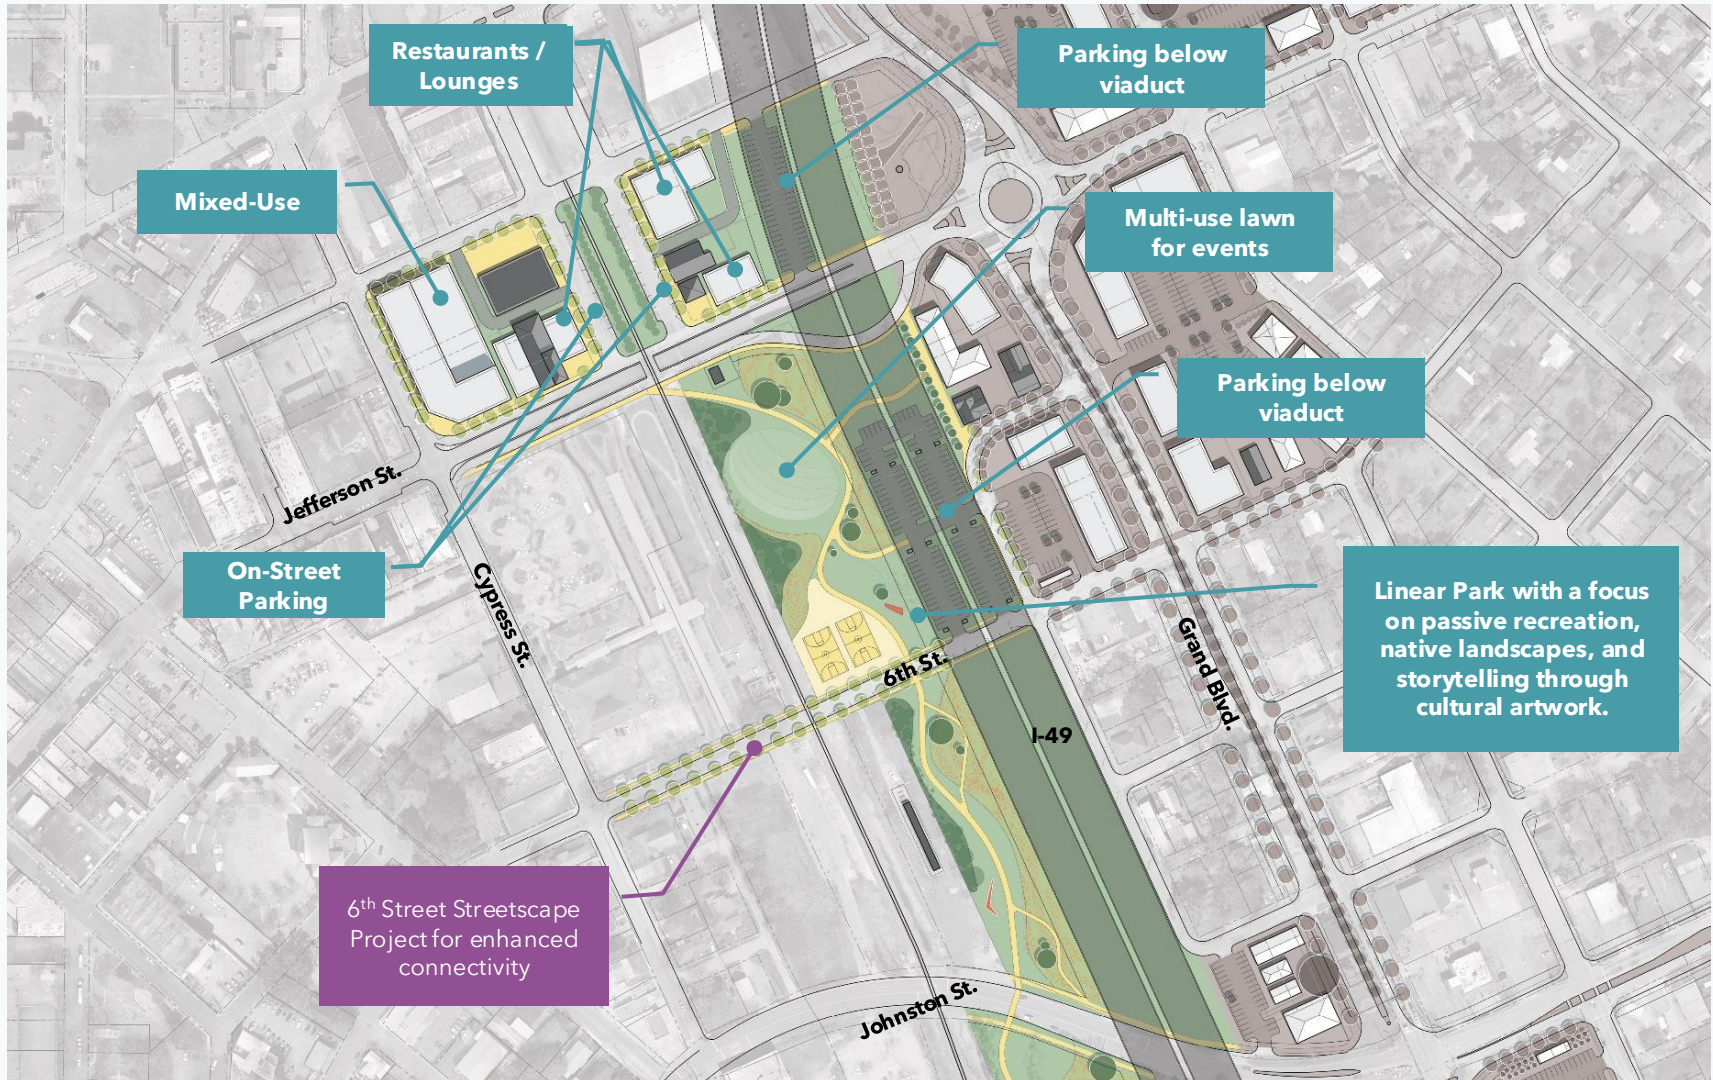 Restaurants /
Lounges
Parking below
viaduct
Mixed-Use
Multi-use lawn
for events
Parking below
viaduct
Jefferson St.
On-Street
Parking
Cypress St.
Linear Park with a focus
on passive recreation,
native landscapes, and
storytelling through
cultural artwork.
6th St.
Grand Blvd.
I-49
6th Street Streetscape
Project for enhanced
connectivity
Johnston St.